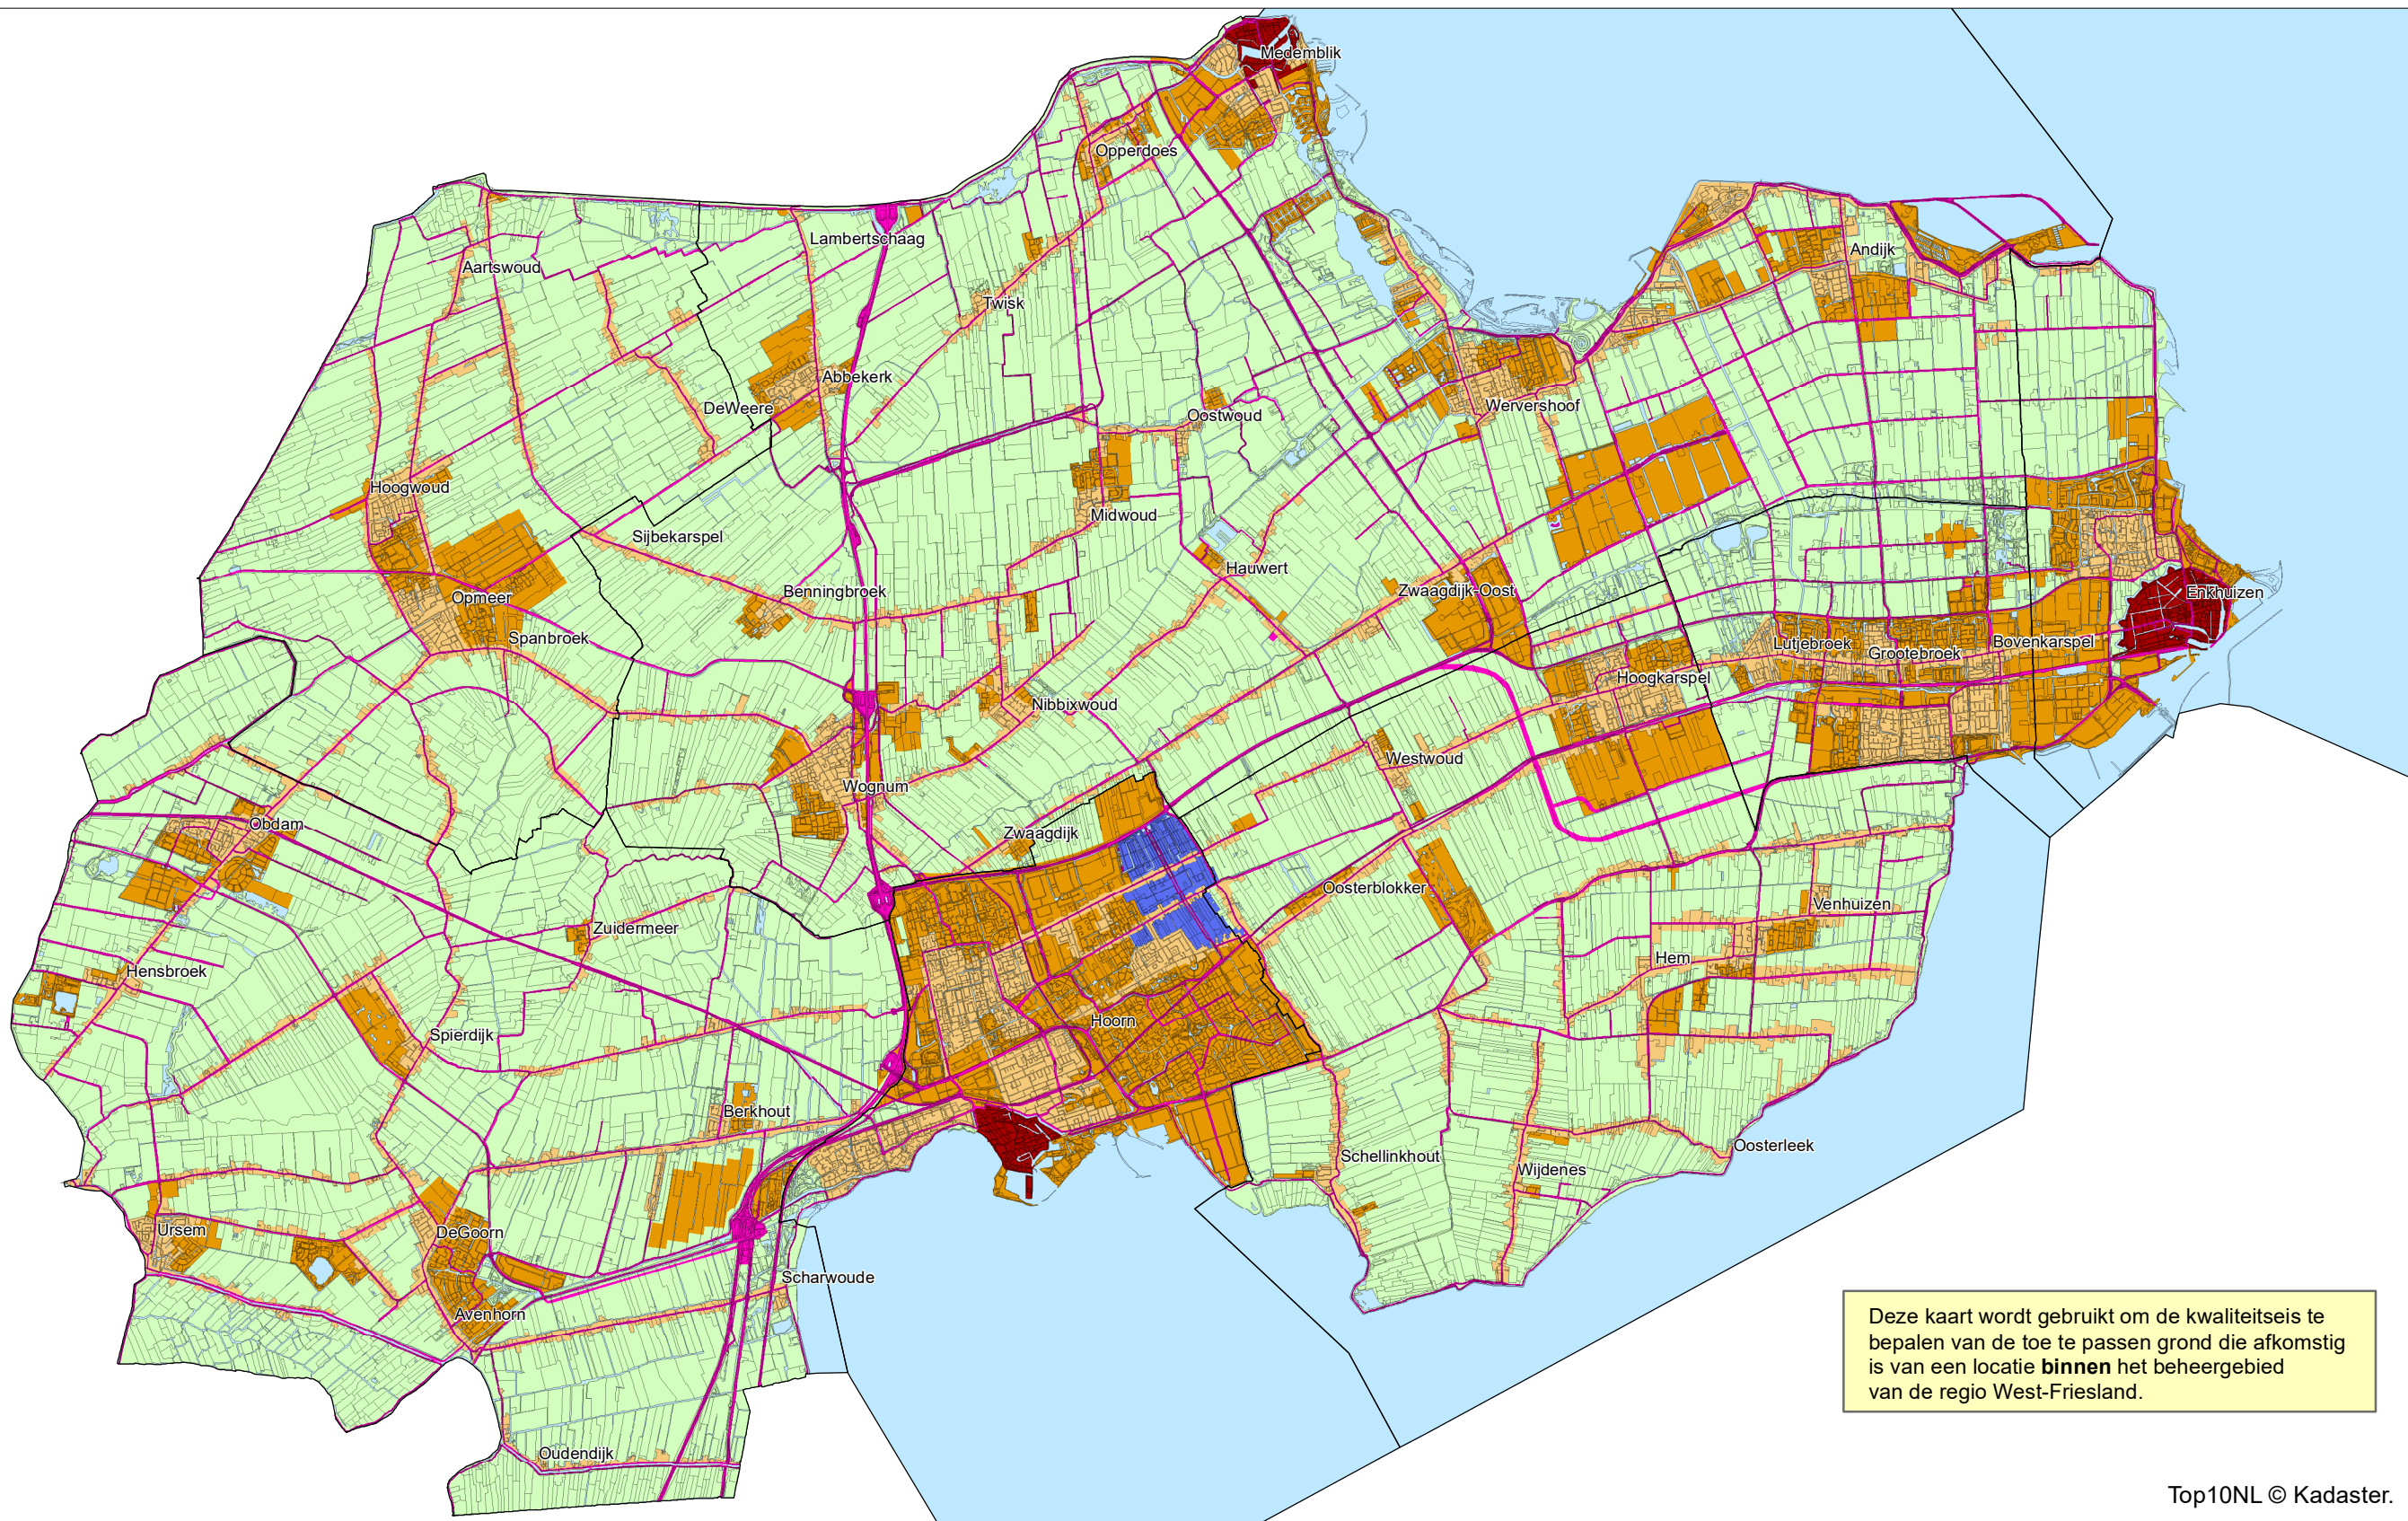 Medemblik
Opperdoes
Lambertschaag
Andijk
Aartswoud
Twisk
Abbekerk
DeWeere
Wervershoof
Oostwoud
Hoogwoud
Midwoud
Sijbekarspel
Hauwert
Benningbroek
Zwaagdijk-Oost
Enkhuizen
Opmeer
Spanbroek
Lutjebroek
Grootebroek
Bovenkarspel
Hoogkarspel
Nibbixwoud
Westwoud
Wognum
Obdam
Zwaagdijk
Oosterblokker
Venhuizen
Zuidermeer
Hem
Hensbroek
Hoorn
Spierdijk
Berkhout
Oosterleek
Schellinkhout
Wijdenes
Ursem
DeGoorn
Scharwoude
Avenhorn
Oudendijk
Deze kaart wordt gebruikt om de kwaliteitseis te
bepalen van de toe te passen grond die afkomstig
is van een locatie binnen het beheergebied
van de regio West-Friesland.
Top10NL © Kadaster.